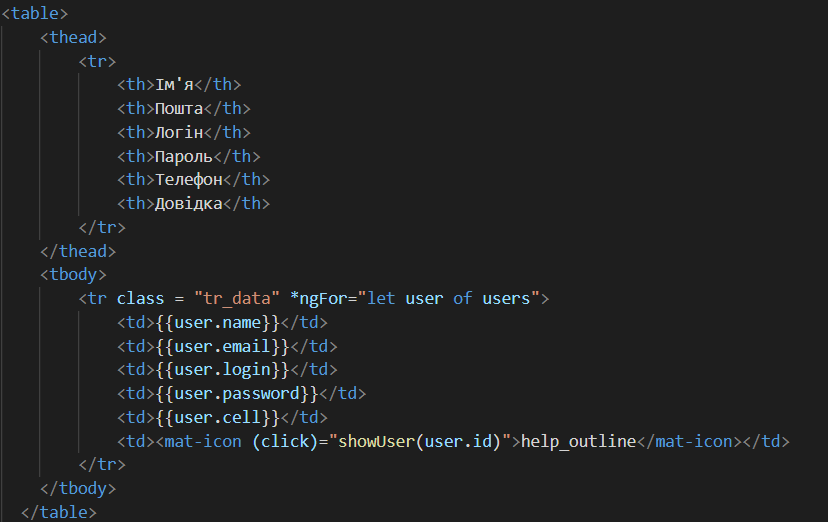 <table>
<thead>
<tr>
<th>Ім'я</th>
<th>Пошта</th>
<th>Логін</th>
<th>Пароль</th>
<th>Телефон</th>
<th>Довідка</th>
</tr>
</thead>
<tbody>
<tr class = "tr_data" *ngFor="let user of users">
<td>{{user.name}}</td>
<td>{{user.email}}</td>
<td>{{user.login}}</td>
<td>{{user.password}}</td>
<td>{{user.cell}}</td>
<td><mat-icon (click)="showUser(user.id)">help_outline</mat-icon></td>
</tr>
</tbody>
</table>